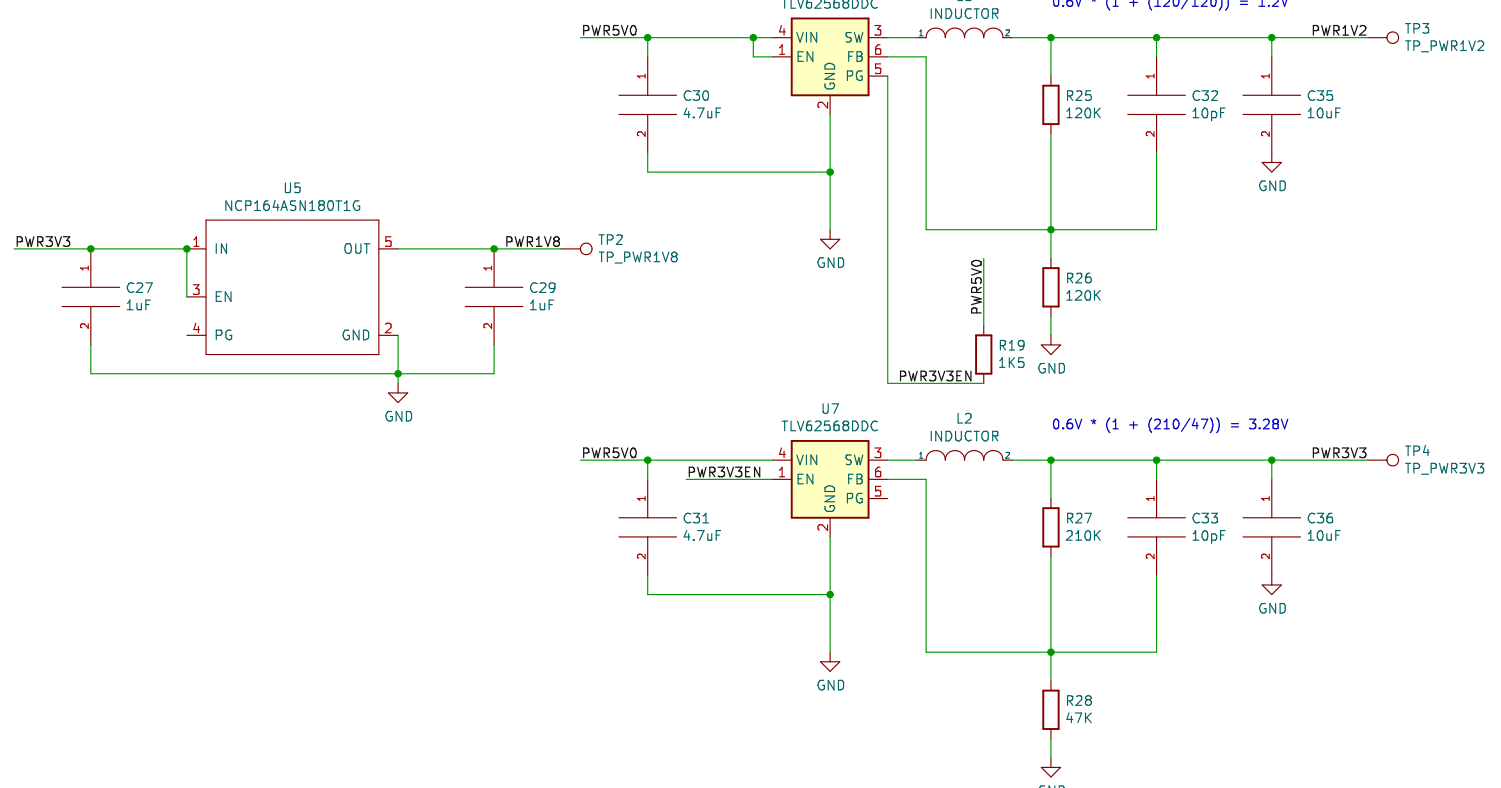 TLV62568DDC
INDUCTOR
0.6V * (1 + (120/120)) = 1.2V
PWR5V0
4 VIN
1 EN
GND
2
SW 3
FB 6
PG 5
1
2
PWR1V2
TP3
TP_PWR1V2
1
C30
4.7uF
2
R25
120K
1
C32
10pF
2
1
C35
10uF
2
GND
GND
U5
NCP164ASN180T1G
PWR3V3
1 IN
3 EN
4 PG
OUT 5
GND 2
PWR1V8
TP2
TP_PWR1V8
1
C27
1uF
2
1
C29
1uF
2
GND
PWR5V0
R26
120K
R19
1K5
PWR3V3EN
GND
U7
TLV62568DDC
L2
INDUCTOR
0.6V * (1 + (210/47)) = 3.28V
PWR5V0
PWR3V3EN
4 VIN
1 EN
GND
2
SW 3
FB 6
PG 5
1
2
PWR3V3
TP4
TP_PWR3V3
1
C31
4.7uF
2
R27
210K
1
C33
10pF
2
1
C36
10uF
2
GND
GND
R28
47K